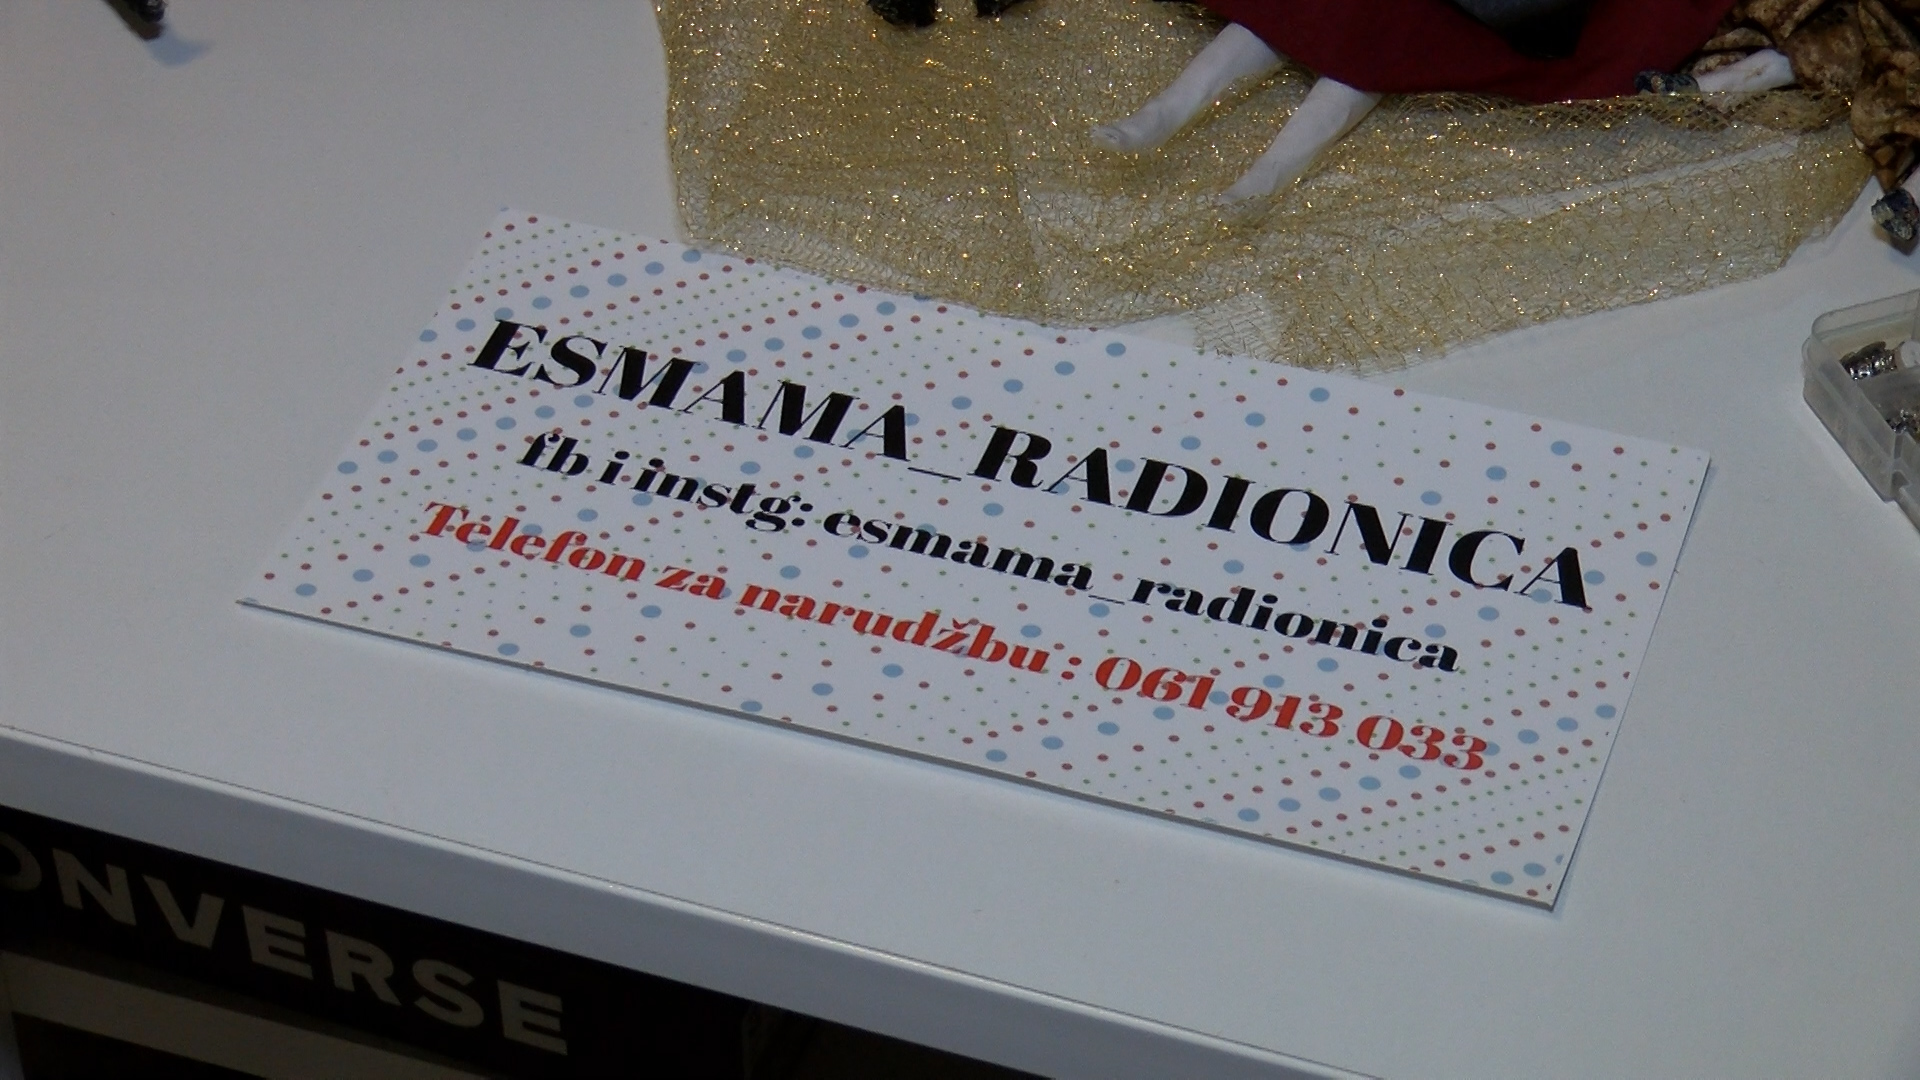 ESMAMA_RADIONICA
fb i instg: esmama_radionica
Telefon za narudžbu : 061 913 033
ONVERSE